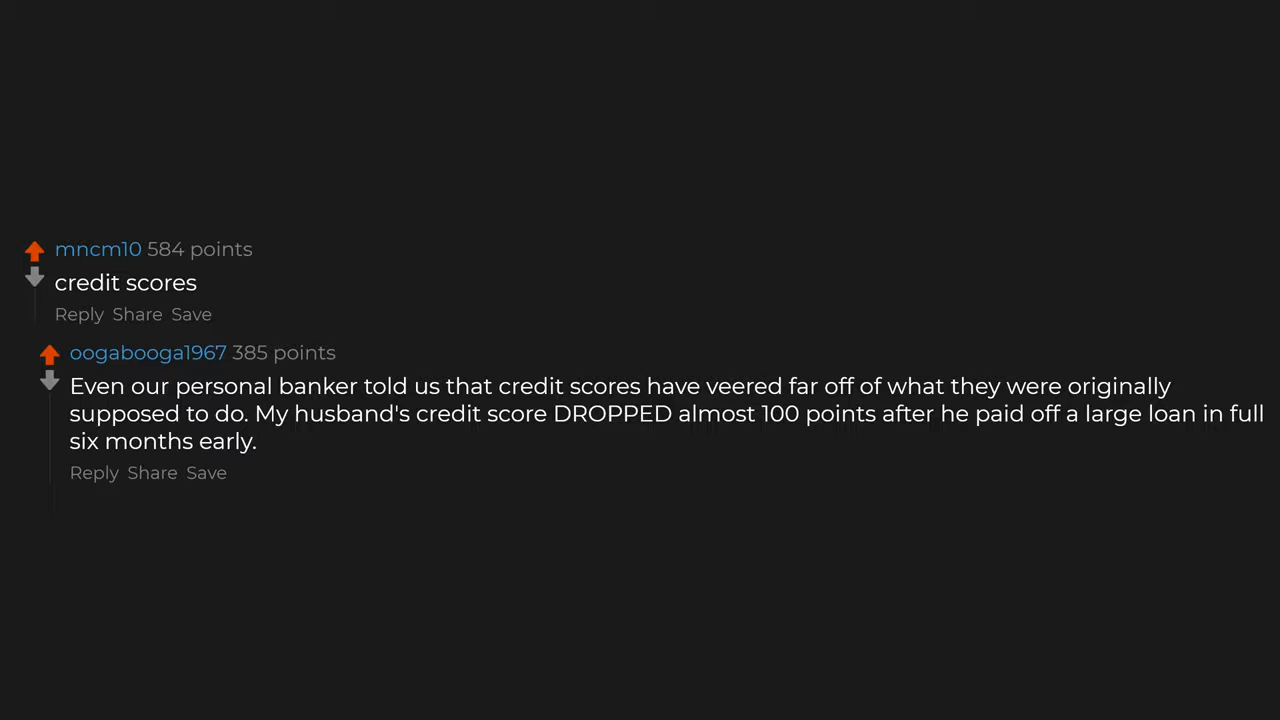 mncm10 584 points
credit scores
Reply Share Save
oogabooga1967 385 points
Even our personal banker told us that credit scores have veered far off of what they were originally
supposed to do. My husband's credit score DROPPED almost 100 points after he paid off a large loan in full
six months early.
Reply Share Save